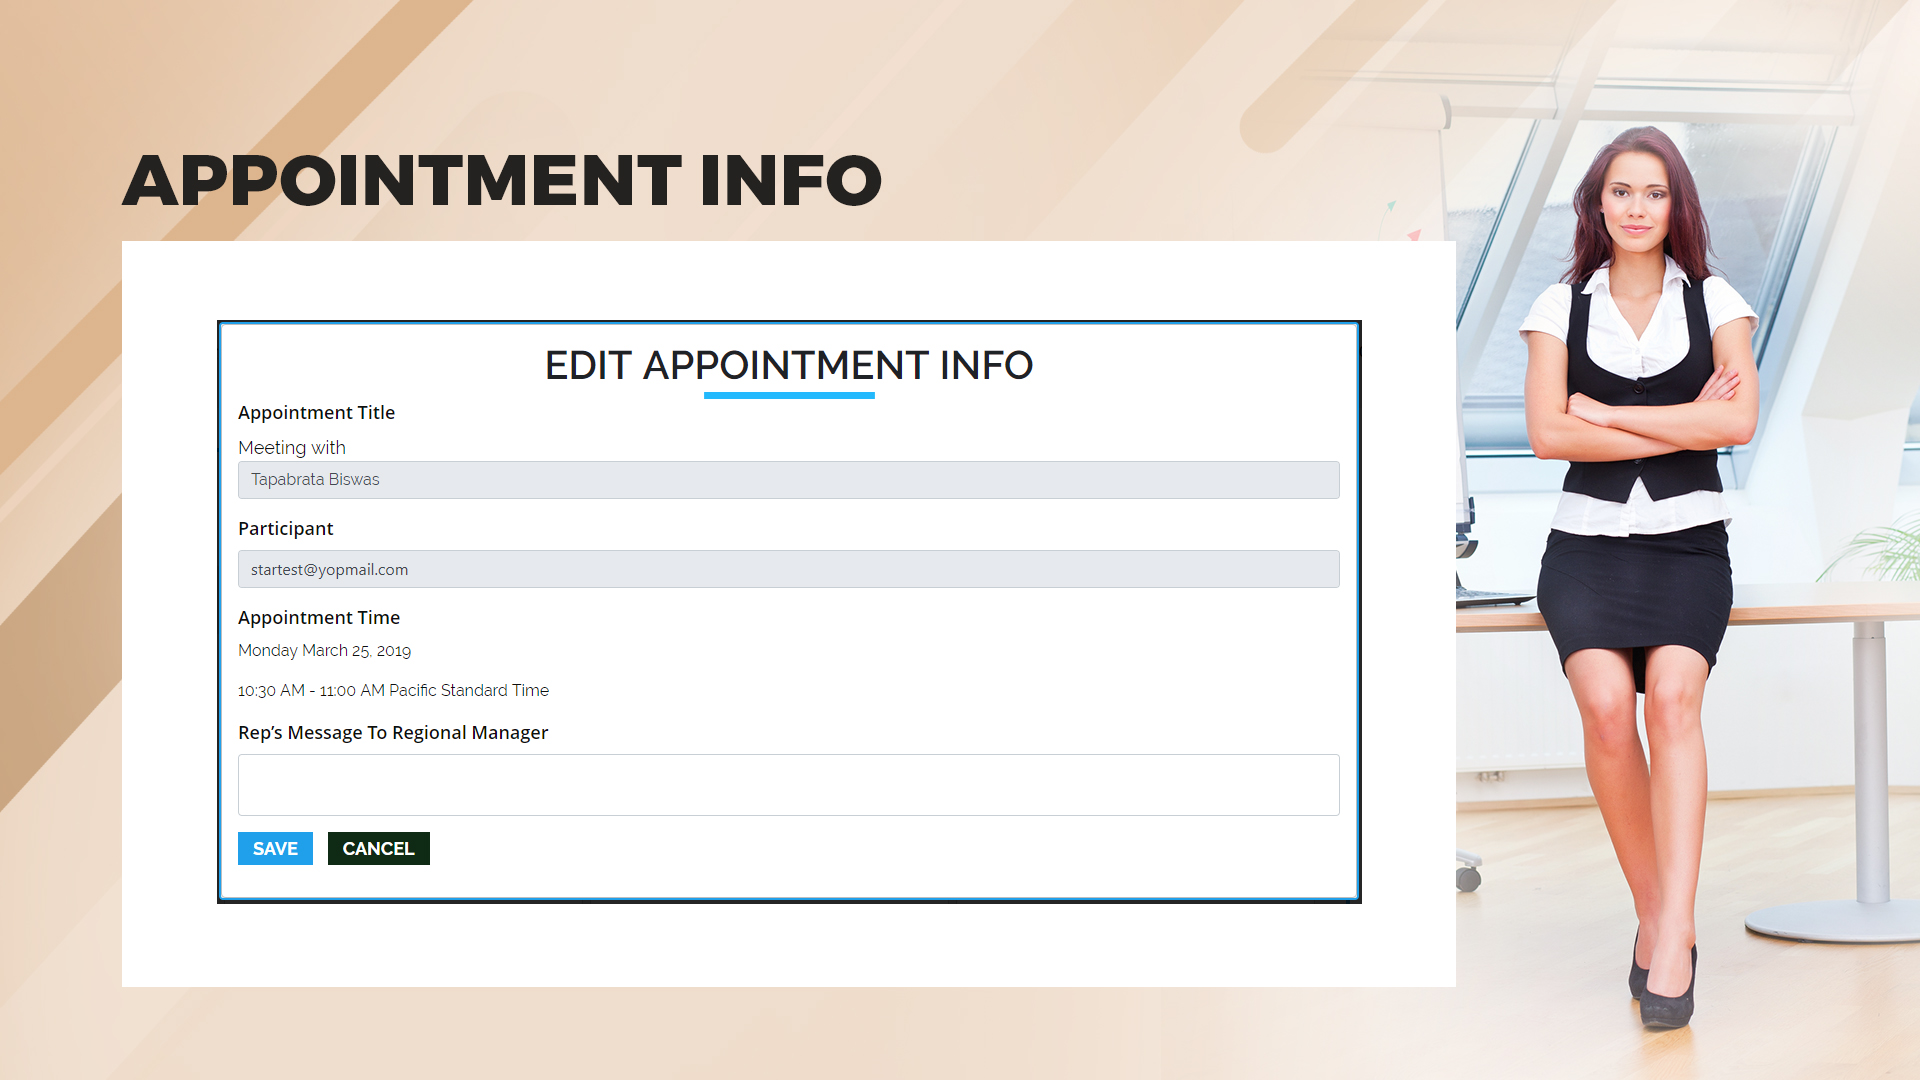 APPOINTMENT INFO
EDIT APPOINTMENT INFO
Appointment Title
Meeting with
Tapabrata Biswas
Participant
startest@yopmail.com
Appointment Time
Monday March 25, 2019
10:30 AM - 11:00 AM Pacific Standard Time
Rep’s Message To Regional Manager
SAVE CANCEL